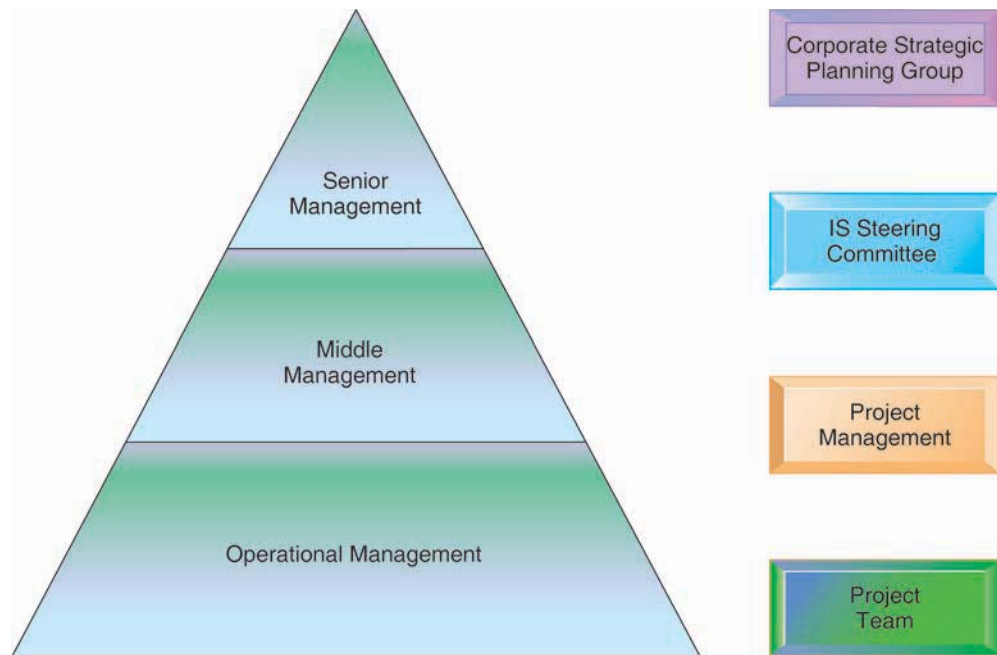 Senior
Management
Middle
Management
Operational Management
Corporate Strategic
Planning Group
IS Steering
Committee
Project
Management
Project
Team